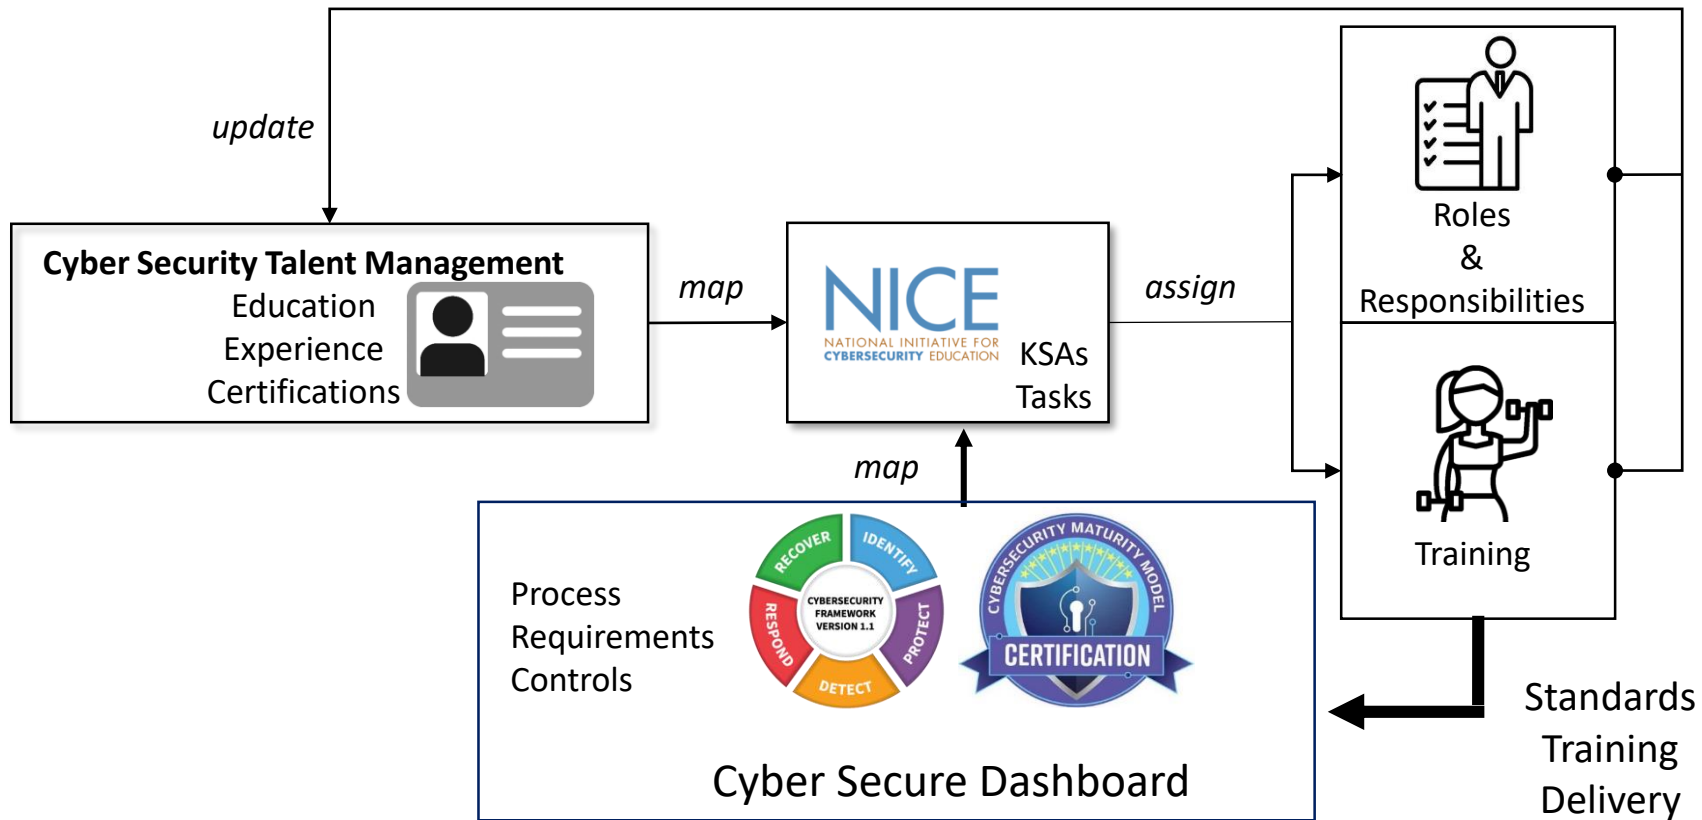 update
Cyber Security Talent Management
Education
Experience
Certifications
map
NICE
NATIONAL INITIATIVE FOR
CYBERSECURITY EDUCATION
KSAs
Tasks
assign
Roles
&
Responsibilities
Training
map
Process
Requirements
Controls
RECOVER
IDENTIFY
PROTECT
DETECT
RESPOND
CYBERSECURITY
FRAMEWORK
VERSION 1.1
CYBERSECURITY MATURITY MODEL
CERTIFICATION
Cyber Secure Dashboard
Standards
Training
Delivery